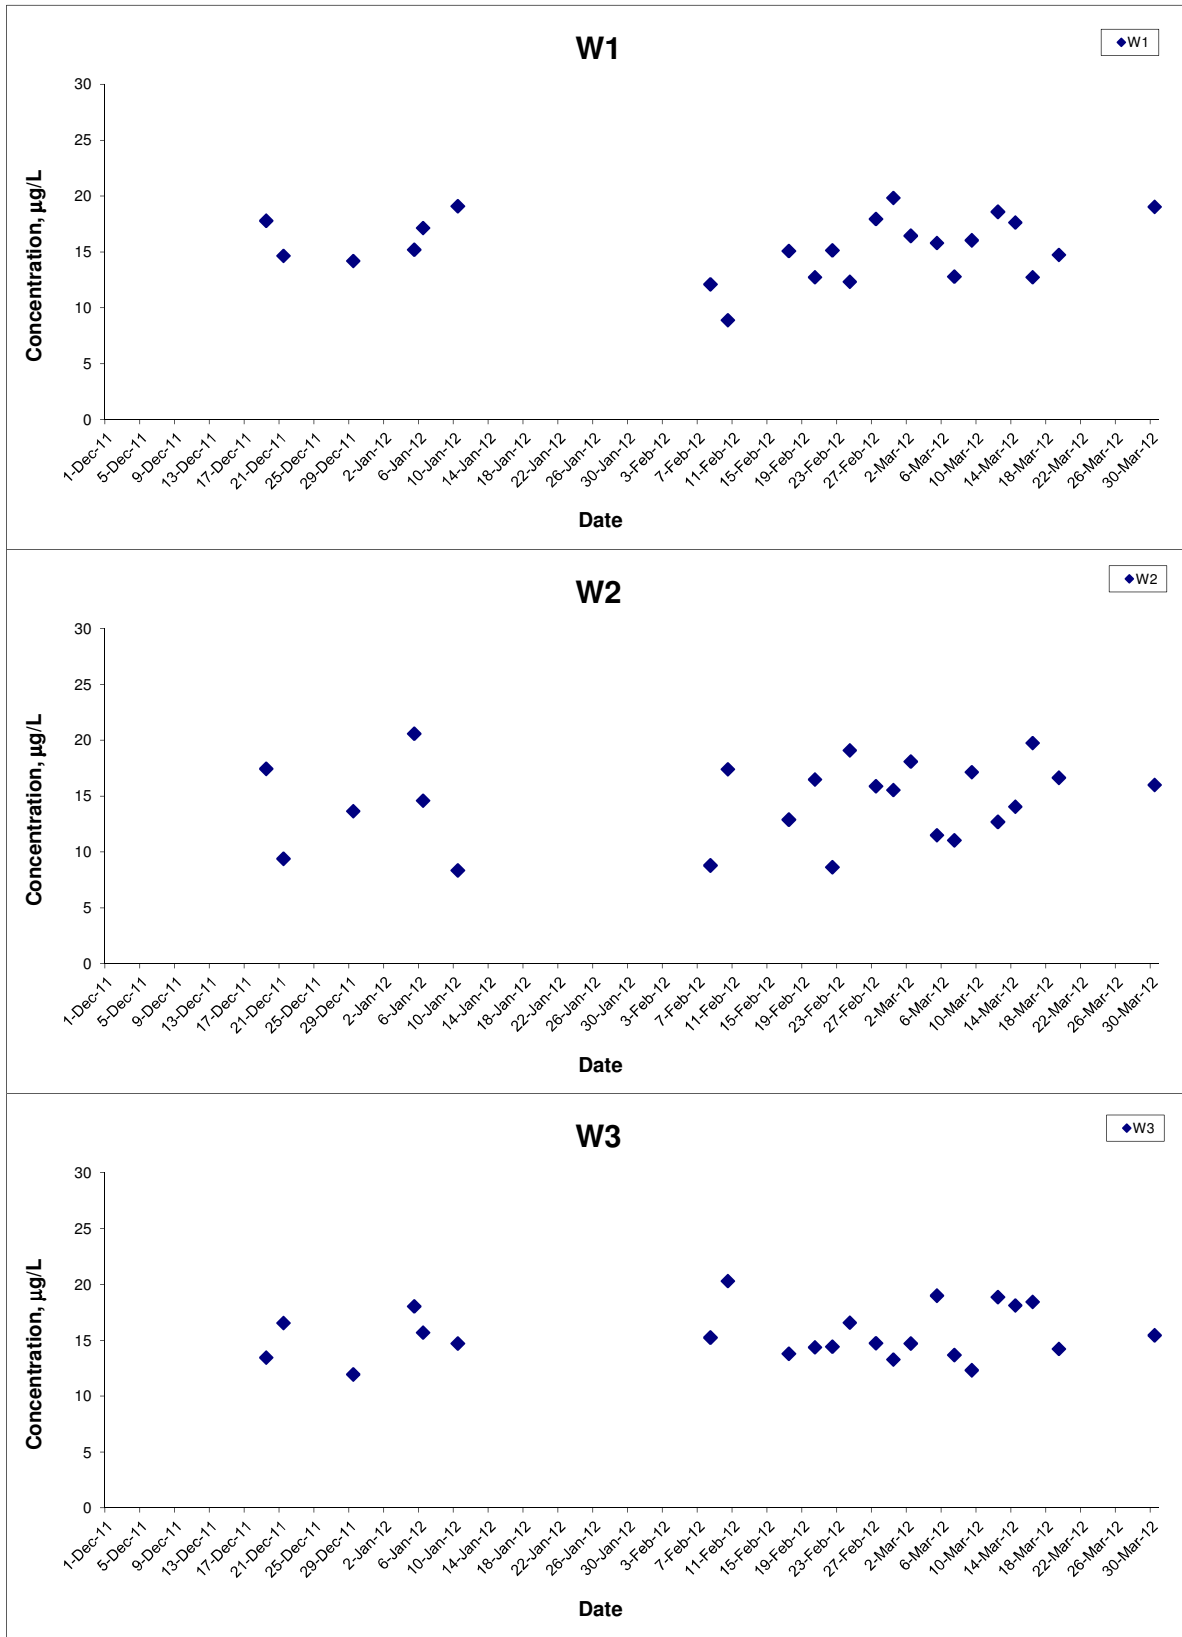 W1
W1
30
25
20
15
10
5
0
Concentration, µg/L
1-Dec-11
5-Dec-11
9-Dec-11
13-Dec-11
17-Dec-11
21-Dec-11
25-Dec-11
29-Dec-11
2-Jan-12
6-Jan-12
10-Jan-12
14-Jan-12
18-Jan-12
22-Jan-12
26-Jan-12
30-Jan-12
3-Feb-12
7-Feb-12
11-Feb-12
15-Feb-12
19-Feb-12
23-Feb-12
27-Feb-12
2-Mar-12
6-Mar-12
10-Mar-12
14-Mar-12
18-Mar-12
22-Mar-12
26-Mar-12
30-Mar-12
Date
W2
W2
30
25
20
15
10
5
0
Concentration, µg/L
1-Dec-11
5-Dec-11
9-Dec-11
13-Dec-11
17-Dec-11
21-Dec-11
25-Dec-11
29-Dec-11
2-Jan-12
6-Jan-12
10-Jan-12
14-Jan-12
18-Jan-12
22-Jan-12
26-Jan-12
30-Jan-12
3-Feb-12
7-Feb-12
11-Feb-12
15-Feb-12
19-Feb-12
23-Feb-12
27-Feb-12
2-Mar-12
6-Mar-12
10-Mar-12
14-Mar-12
18-Mar-12
22-Mar-12
26-Mar-12
30-Mar-12
Date
W3
W3
30
25
20
15
10
5
0
Concentration, µg/L
1-Dec-11
5-Dec-11
9-Dec-11
13-Dec-11
17-Dec-11
21-Dec-11
25-Dec-11
29-Dec-11
2-Jan-12
6-Jan-12
10-Jan-12
14-Jan-12
18-Jan-12
22-Jan-12
26-Jan-12
30-Jan-12
3-Feb-12
7-Feb-12
11-Feb-12
15-Feb-12
19-Feb-12
23-Feb-12
27-Feb-12
2-Mar-12
6-Mar-12
10-Mar-12
14-Mar-12
18-Mar-12
22-Mar-12
26-Mar-12
30-Mar-12
Date